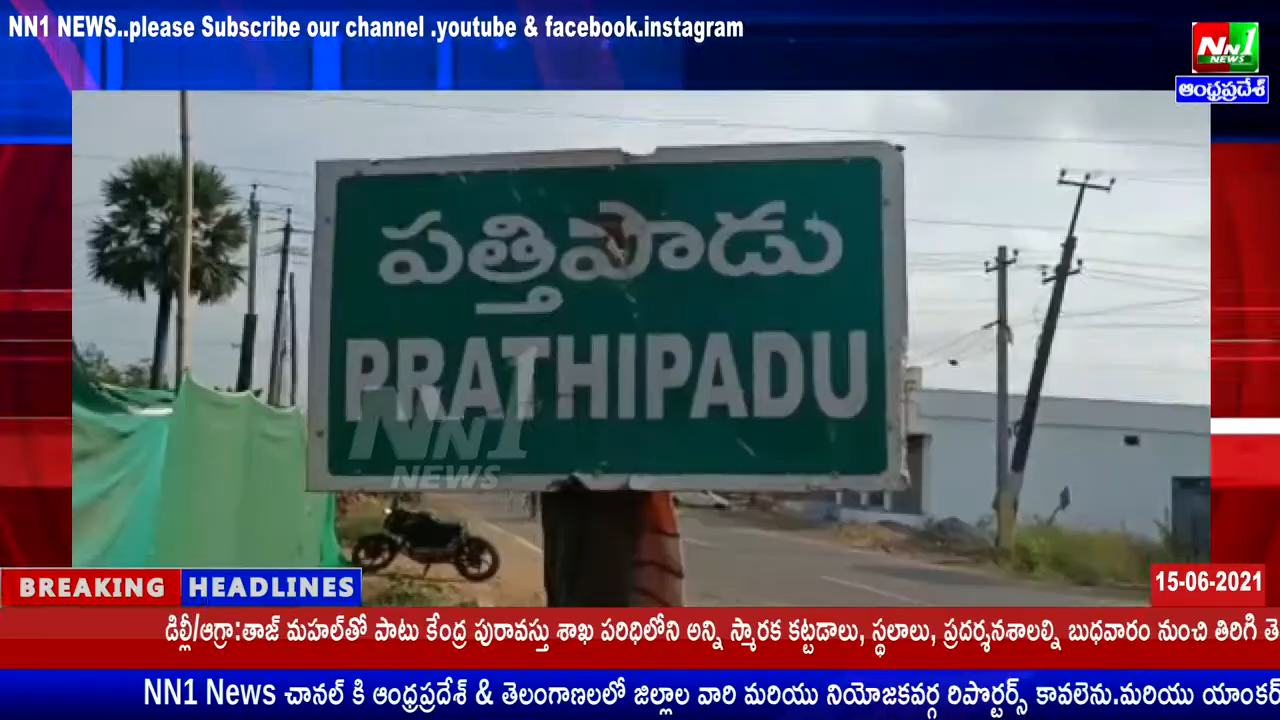 NN1 NEWS..please Subscribe our channel .youtube & facebook.instagram
NN1
NEWS
ఆంధ్రప్రదేశ్
పత్తిపాడు
PRATHIPADU
NN1
NEWS
BREAKING HEADLINES
15-06-2021
డిల్లీ/ఆగ్రా:తాజ్ మహల్‌తో పాటు కేంద్ర పురావస్తు శాఖ పరిధిలోని అన్ని స్మారక కట్టడాలు, స్థలాలు, ప్రదర్శనశాలల్ని బుధవారం నుంచి తిరిగి తె
NN1 News చానల్ కి ఆంధ్రప్రదేశ్ & తెలంగాణలలో జిల్లాల వారి మరియు నియోజకవర్గ రిపొర్టర్స్ కావలెను.మరియు యాంకర్